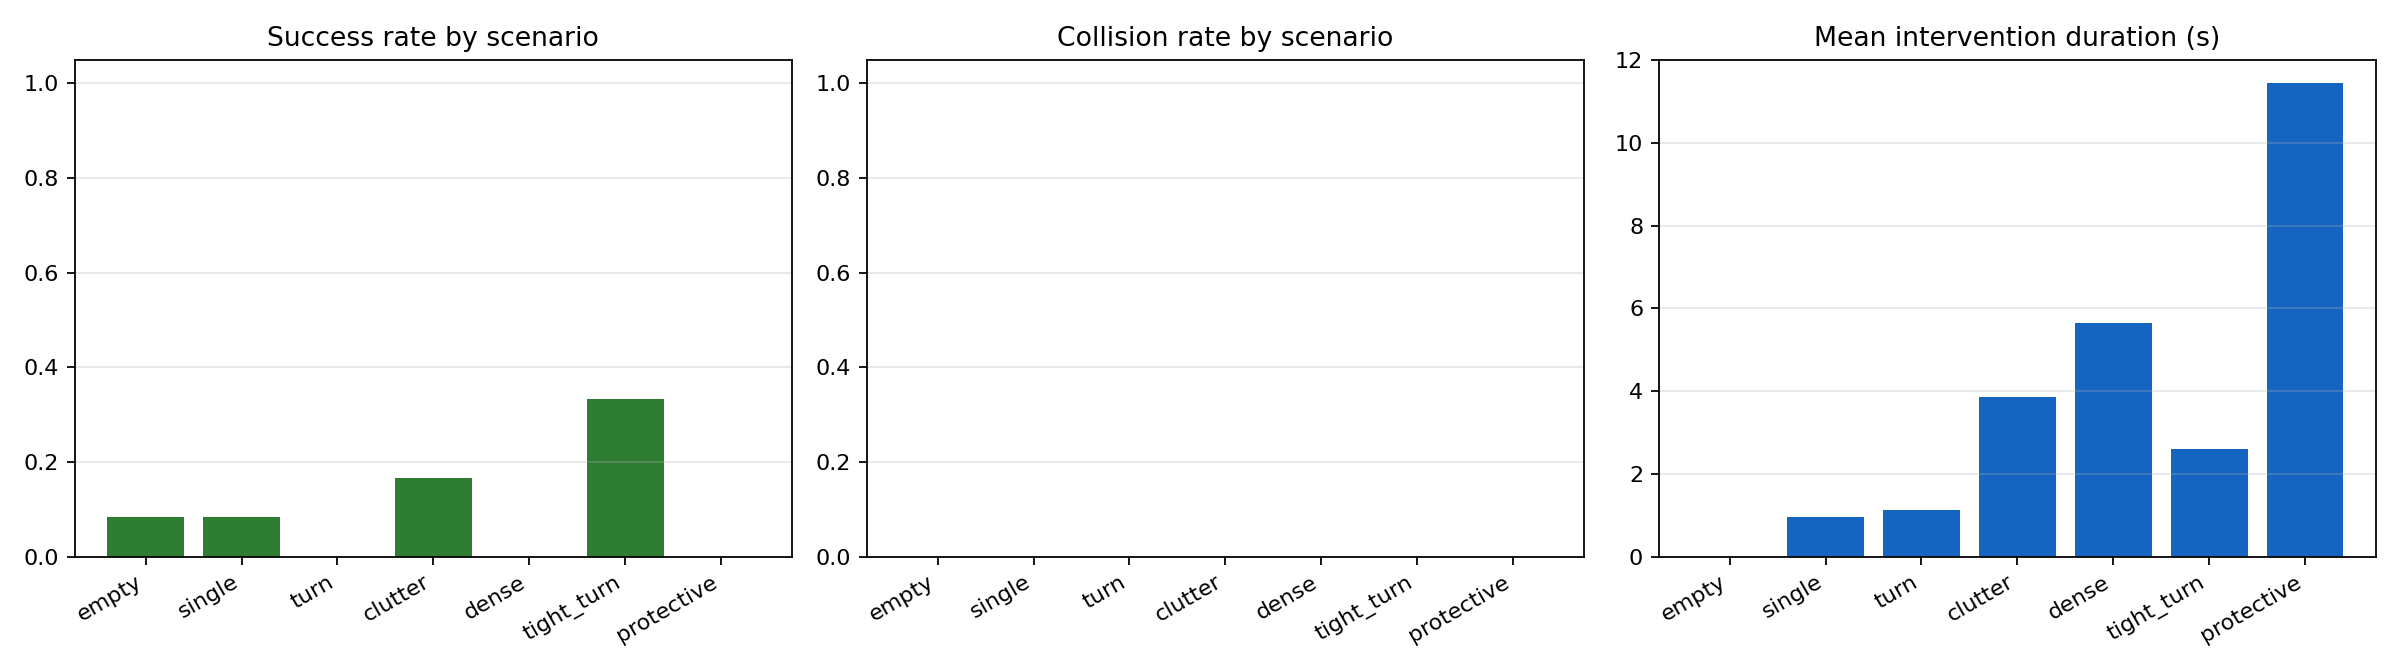 Success rate by scenario
1.0
0.8
0.6
0.4
0.2
0.0
empty
single
turn
clutter
dense
tight_turn
protective
Collision rate by scenario
1.0
0.8
0.6
0.4
0.2
0.0
empty
single
turn
clutter
dense
tight_turn
protective
Mean intervention duration (s)
12
10
8
6
4
2
0
empty
single
turn
clutter
dense
tight_turn
protective